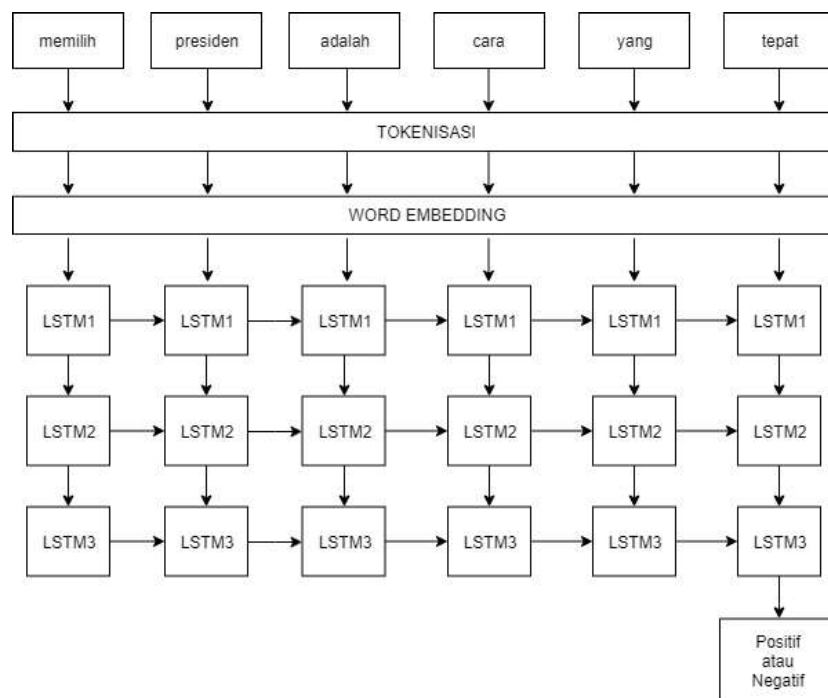 memilih presiden adalah cara yang tepat
TOKENISASI
WORD EMBEDDING
LSTM1 LSTM1 LSTM1 LSTM1 LSTM1 LSTM1
LSTM2 LSTM2 LSTM2 LSTM2 LSTM2 LSTM2
LSTM3 LSTM3 LSTM3 LSTM3 LSTM3 LSTM3
Positif
atau
Negatif